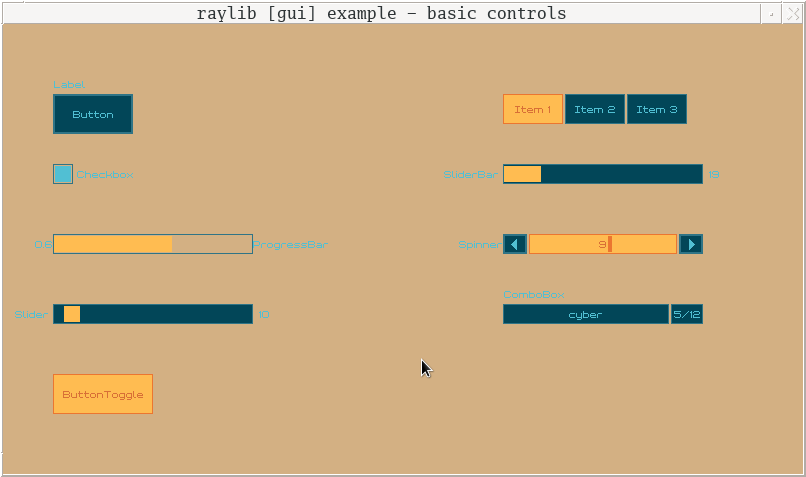 raylib [gui] example - basic controls
Label
Button
Item 1 Item 2 Item 3
Checkbox
SliderBar 19
0.6 ProgressBar
Spinner 9
ComboBox
Slider 10
cyber 5/12
ButtonToggle